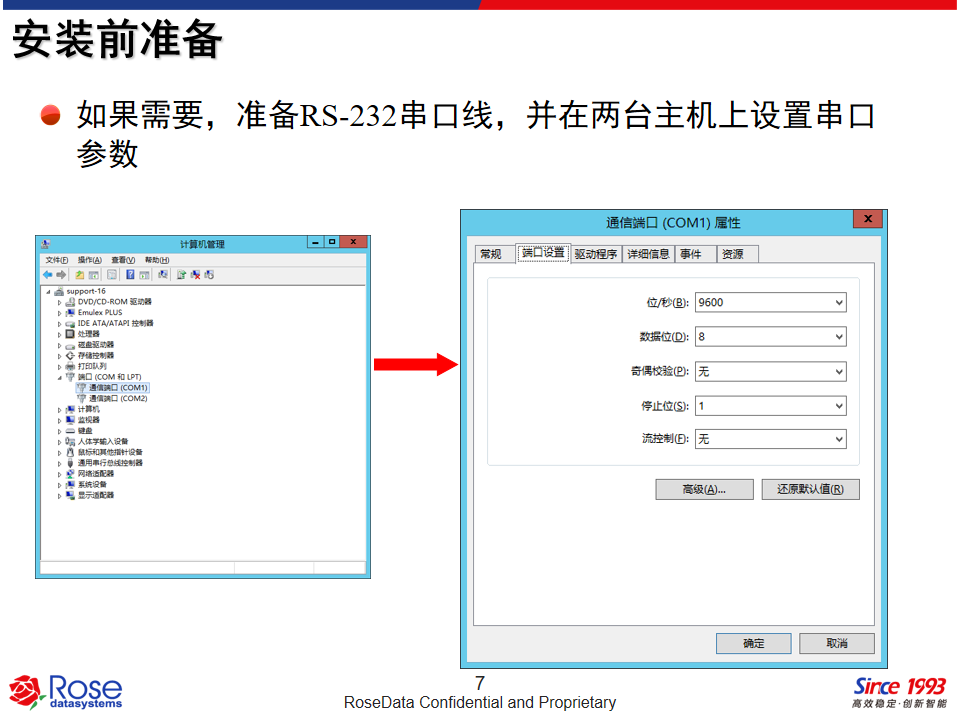 安装前准备
如果需要，准备RS-232串口线，并在两台主机上设置串口
参数
计算机管理
文件(F) 操作(A) 查看(V) 帮助(H)
support-16
DVD/CD-ROM 驱动器
Emulex PLUS
IDE ATA/ATAPI 控制器
处理器
磁盘驱动器
存储控制器
打印队列
端口 (COM 和 LPT)
通信端口 (COM1)
通信端口 (COM2)
计算机
监视器
键盘
人体学输入设备
鼠标和其他指针设备
通用串行总线控制器
网络适配器
系统设备
显示适配器
通信端口 (COM1) 属性
常规 端口设置 驱动程序 详细信息 事件 资源
位/秒(B): 9600
数据位(D): 8
奇偶校验(P): 无
停止位(S): 1
流控制(F): 无
高级(A)... 还原默认值(R)
确定 取消
Rose
datasystems
7
RoseData Confidential and Proprietary
Since 1993
高效稳定·创新智能